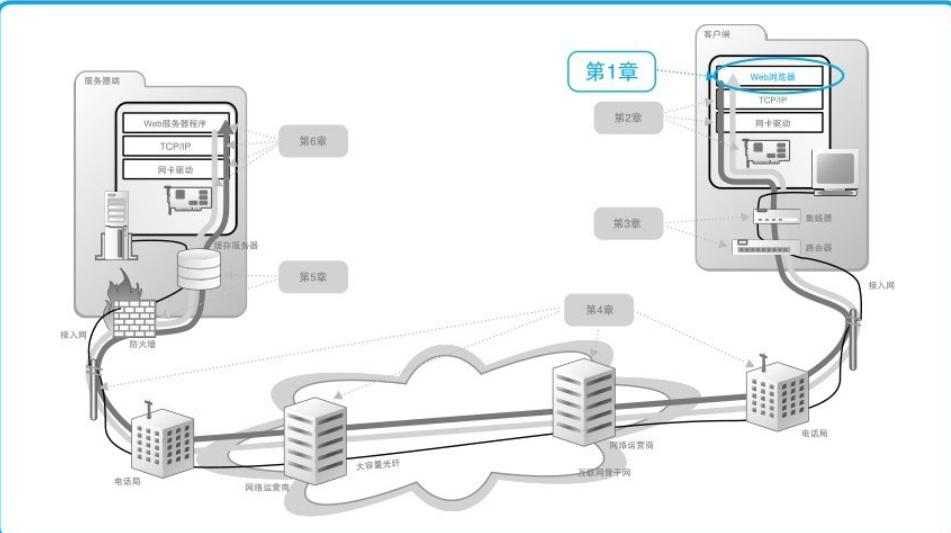 客户端
第1章
Web浏览器
TCP/IP
第2章
网卡驱动
第3章
集线器
路由器
接入网
服务器端
Web服务器程序
TCP/IP
网卡驱动
第6章
缓存服务器
第5章
接入网
防火墙
第4章
电话局
网络运营商
大容量光纤
网络运营商
互联网骨干网
电话局